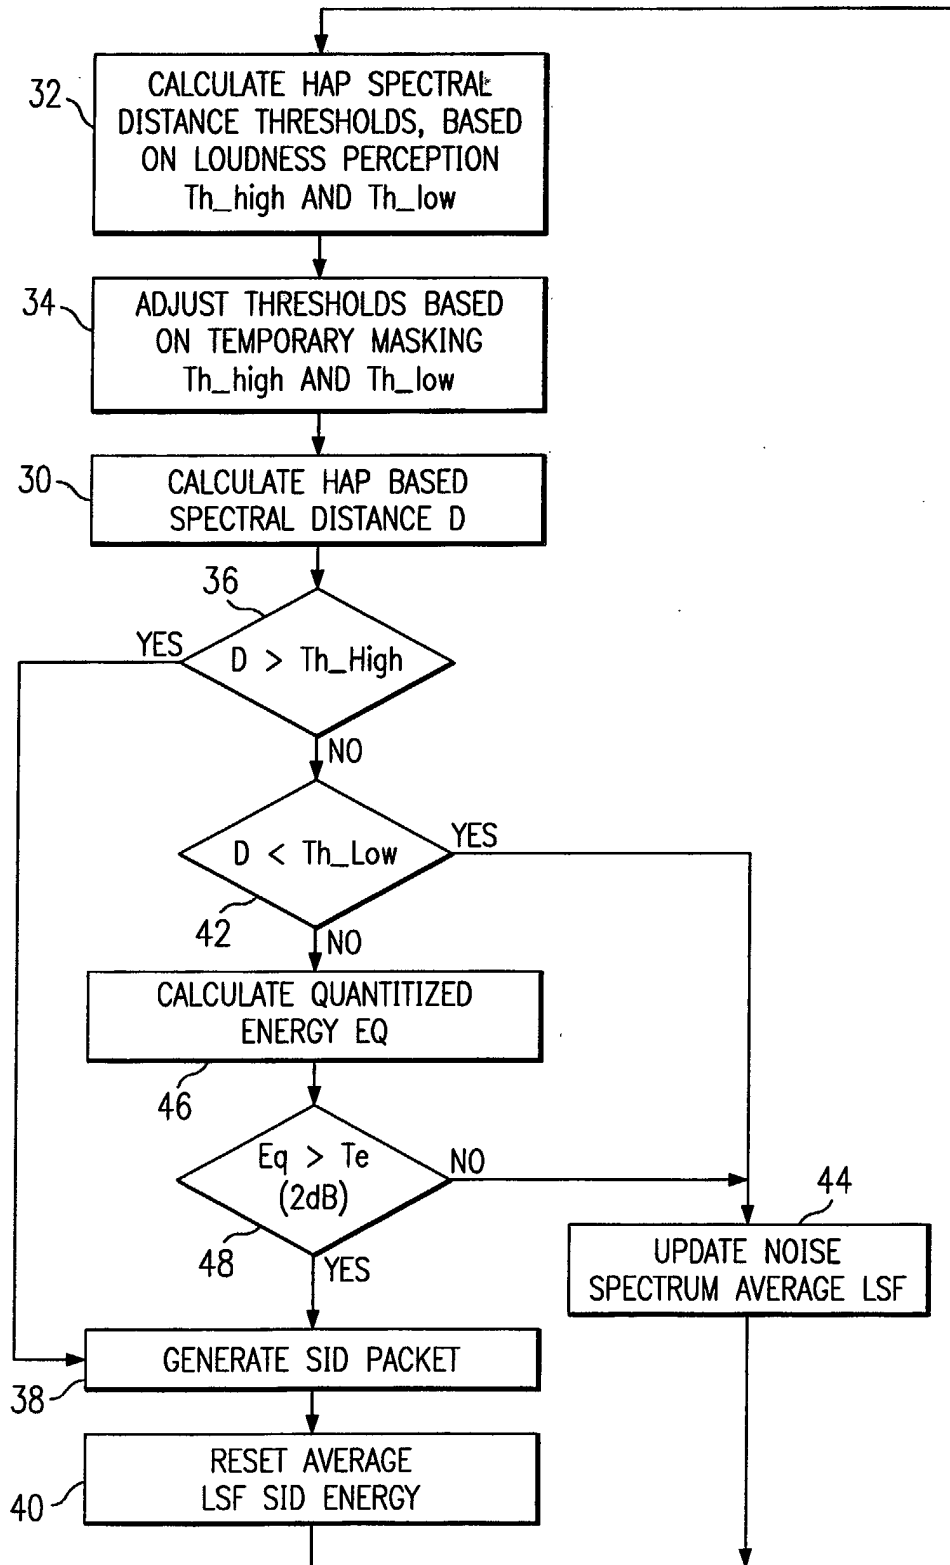 32
CALCULATE HAP SPECTRAL
DISTANCE THRESHOLDS, BASED
ON LOUDNESS PERCEPTION
Th_high AND Th_low
34
ADJUST THRESHOLDS BASED
ON TEMPORARY MASKING
Th_high AND Th_low
30
CALCULATE HAP BASED
SPECTRAL DISTANCE D
36
YES
D > Th_High
NO
D < Th_Low
YES
42
NO
CALCULATE QUANTITIZED
ENERGY EQ
46
Eq > Te
(2dB)
NO
48
YES
44
UPDATE NOISE
SPECTRUM AVERAGE LSF
GENERATE SID PACKET
38
RESET AVERAGE
LSF SID ENERGY
40